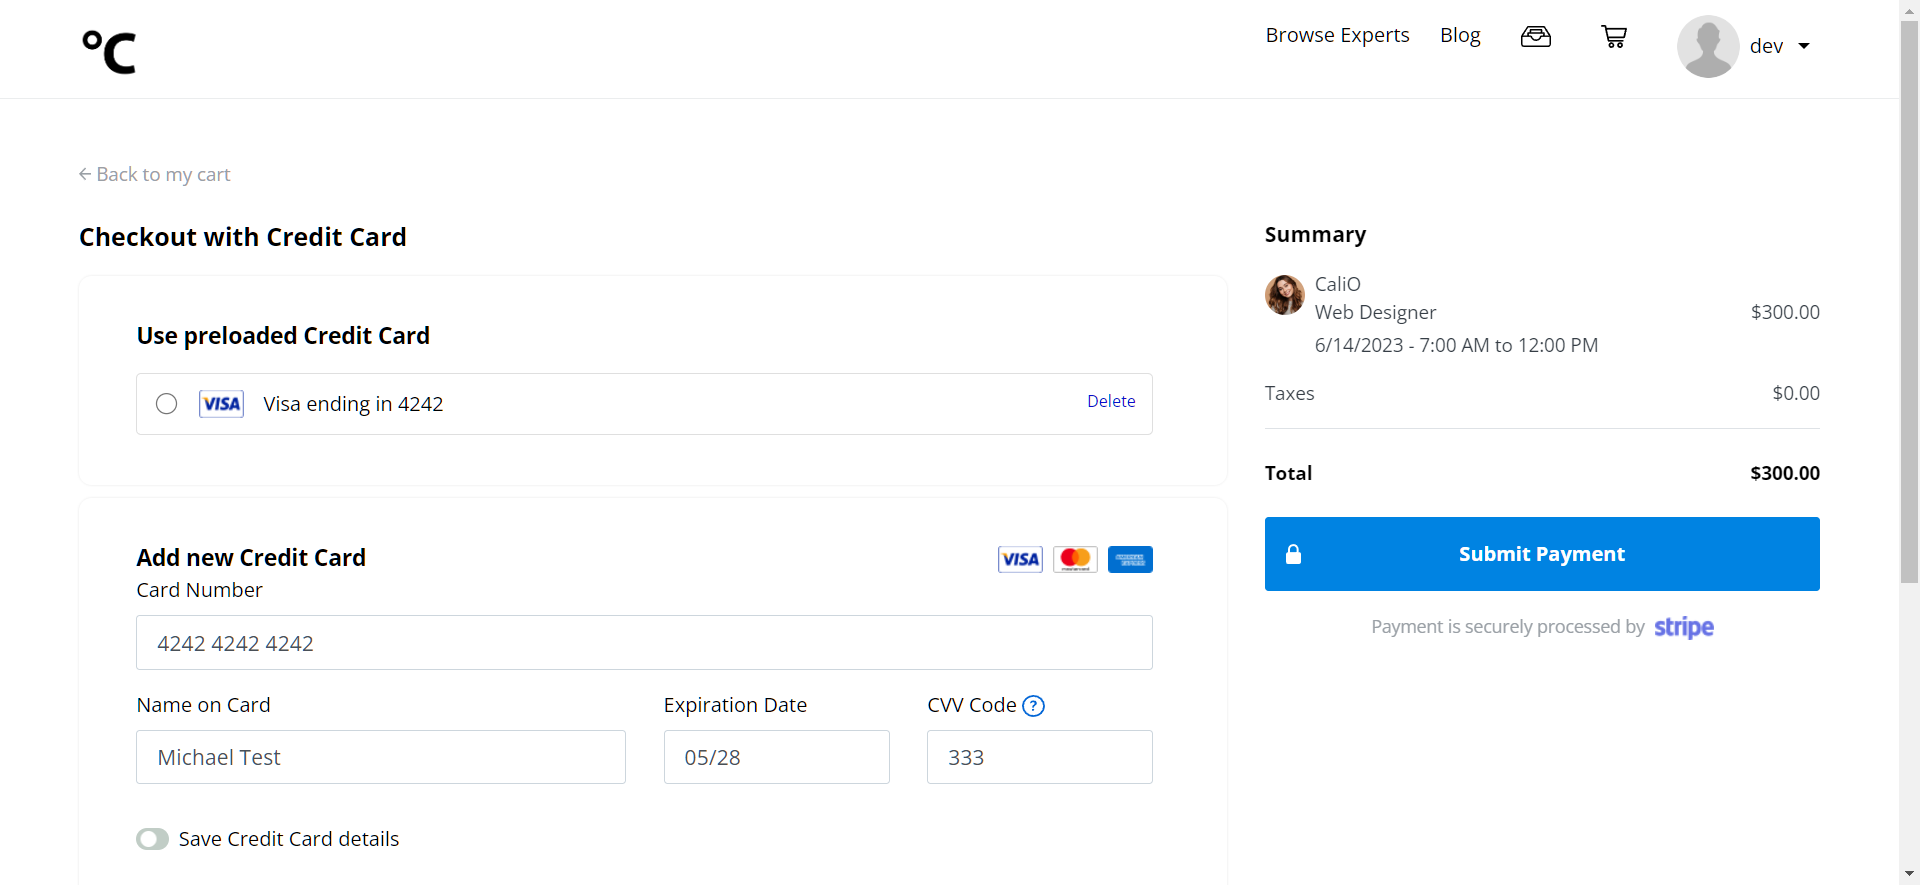 °C
Browse Experts
Blog
dev
← Back to my cart
Checkout with Credit Card
Use preloaded Credit Card
VISA
Visa ending in 4242
Delete
Add new Credit Card
VISA
mastercard
AMERICAN EXPRESS
Card Number
4242 4242 4242
Name on Card
Expiration Date
CVV Code ?
Michael Test
05/28
333
Save Credit Card details
Summary
CaliO
Web Designer
$300.00
6/14/2023 - 7:00 AM to 12:00 PM
Taxes
$0.00
Total
$300.00
Submit Payment
Payment is securely processed by stripe